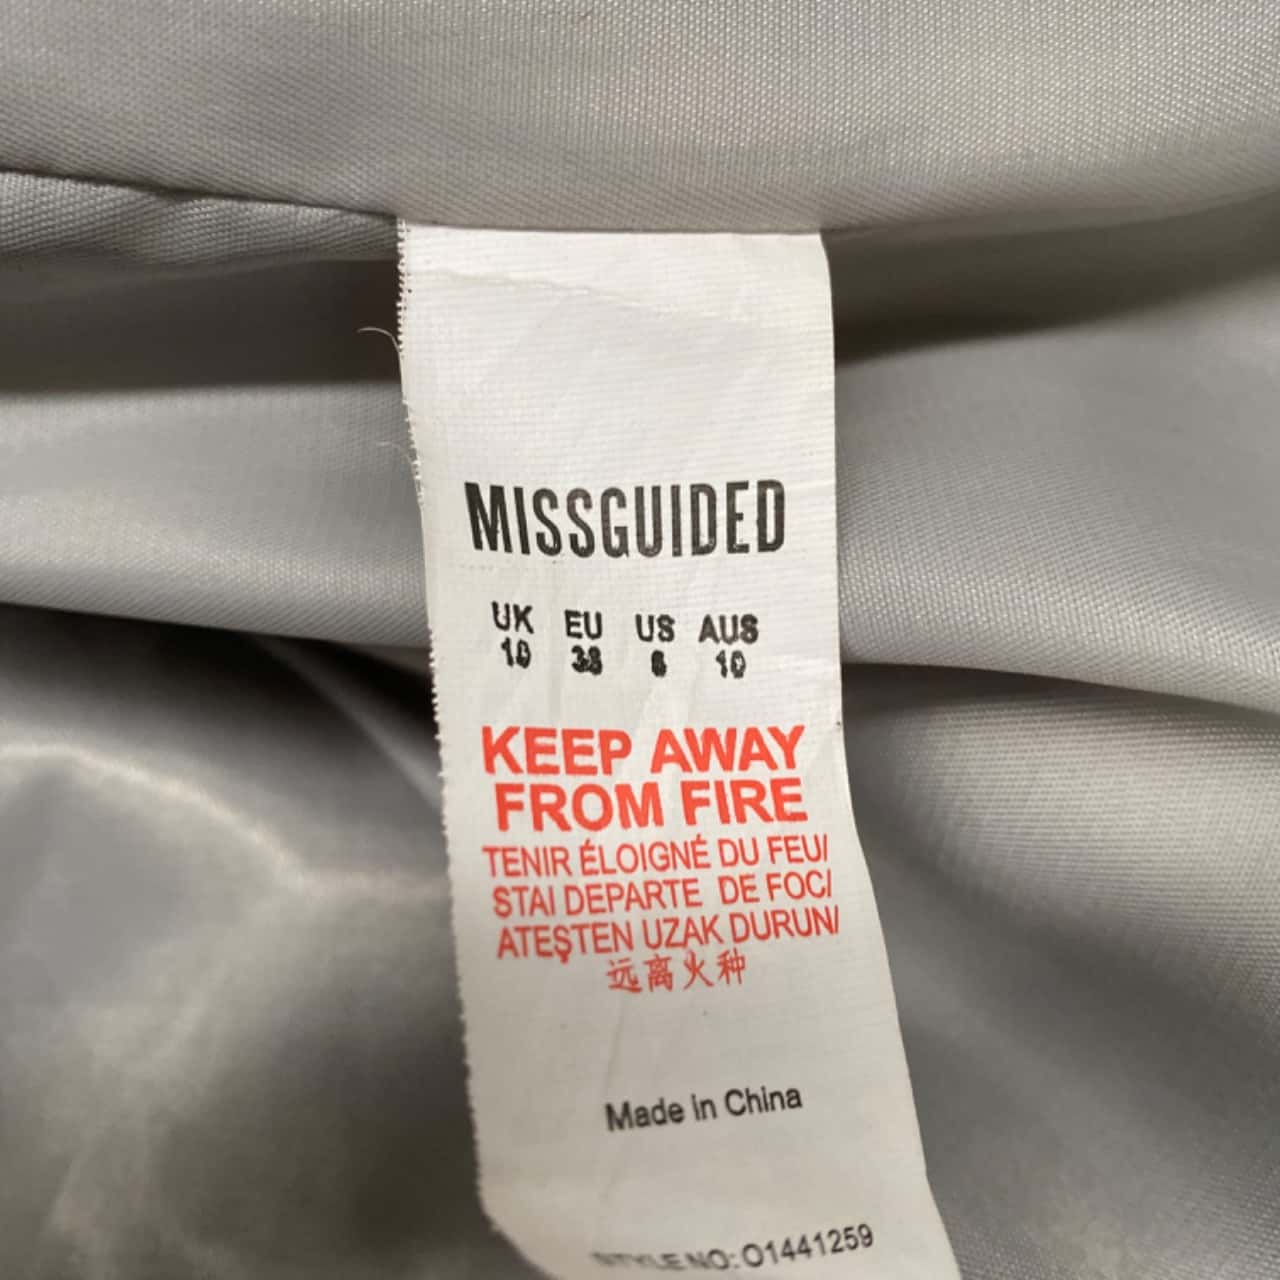 MISSGUIDED
UK EU US AUS
10 38 6 10
KEEP AWAY
FROM FIRE
TENIR ÉLOIGNÉ DU FEU/
STAI DEPARTE DE FOC/
ATEŞTEN UZAK DURUN/
远离火种
Made in China
STYLE NO: O1441259